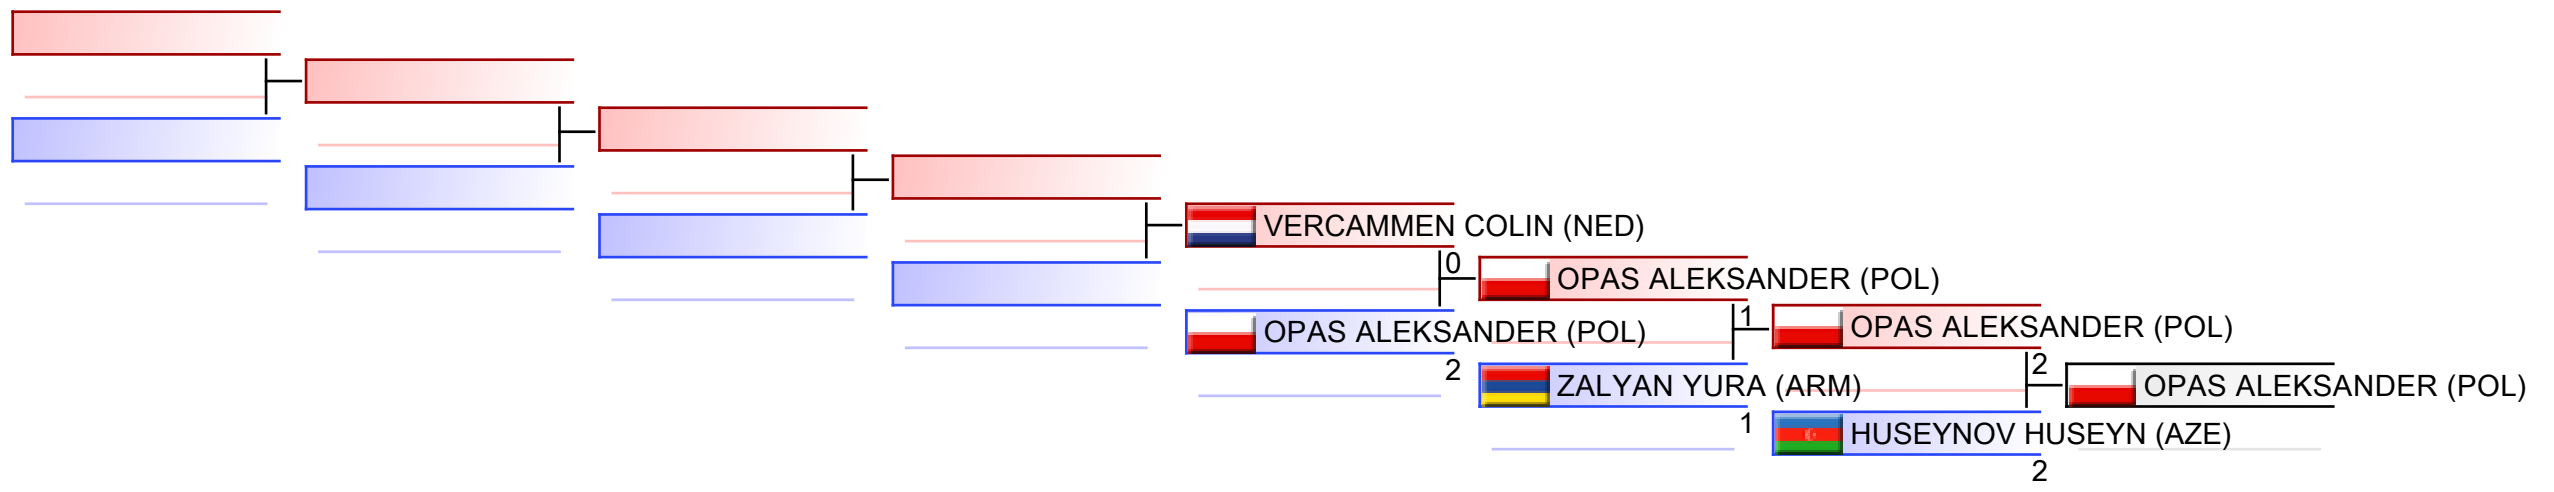 VERCAMMEN COLIN (NED)
0
OPAS ALEKSANDER (POL)
OPAS ALEKSANDER (POL)
2
1
OPAS ALEKSANDER (POL)
ZALYAN YURA (ARM)
1
2
OPAS ALEKSANDER (POL)
HUSEYNOV HUSEYN (AZE)
2